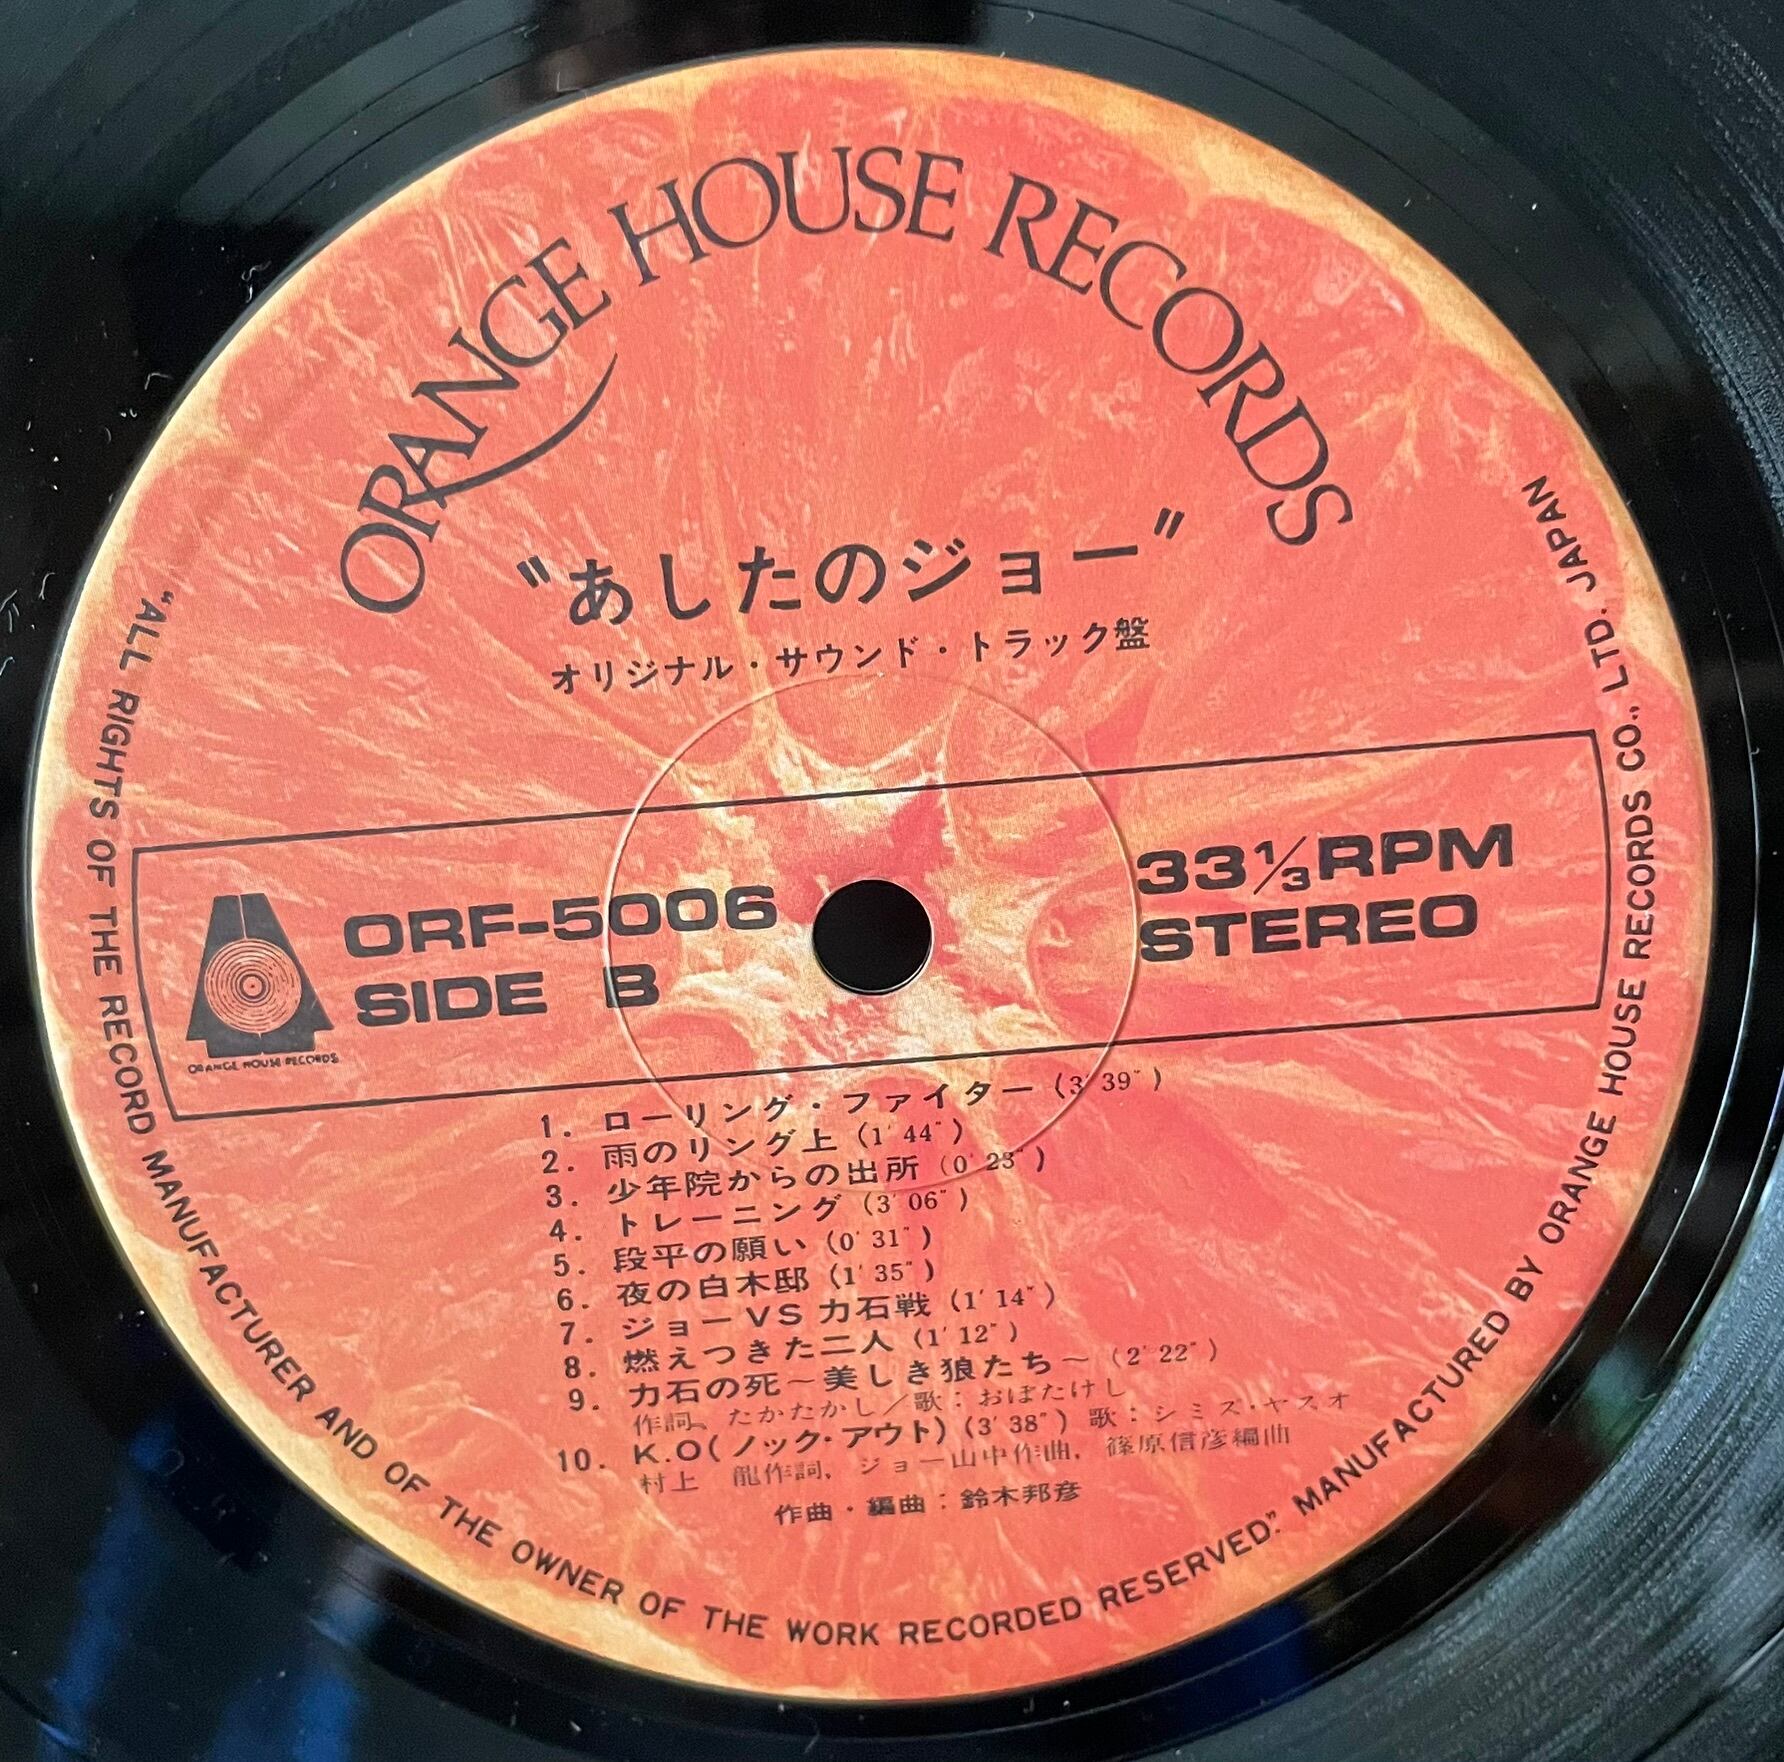 ORANGE HOUSE RECORDS
〝あしたのジョー〞
オリジナル・サウンド・トラック盤
ORF-5006
SIDE B
ORANGE HOUSE RECORDS
33⅓RPM
STEREO
1. ローリング・ファイター (3′39″)
2. 雨のリング上 (1′44″)
3. 少年院からの出所 (0′23″)
4. トレーニング (3′06″)
5. 段平の願い (0′31″)
6. 夜の白木邸 (1′35″)
7. ジョーVS 力石戦 (1′14″)
8. 燃えつきた二人 (1′12″)
9. 力石の死～美しき狼たち～ (2′22″)
作詞、たかたかし／歌：おぼたけし
10. K.O(ノック・アウト) (3′38″) 歌：シミズ・ヤスオ
村上 龍作詞, ジョー山中作曲, 篠原信彦編曲
作曲・編曲：鈴木邦彦
“ALL RIGHTS OF THE RECORD MANUFACTURER AND OF THE OWNER OF THE WORK RECORDED RESERVED.” MANUFACTURED BY ORANGE HOUSE RECORDS CO., LTD. JAPAN